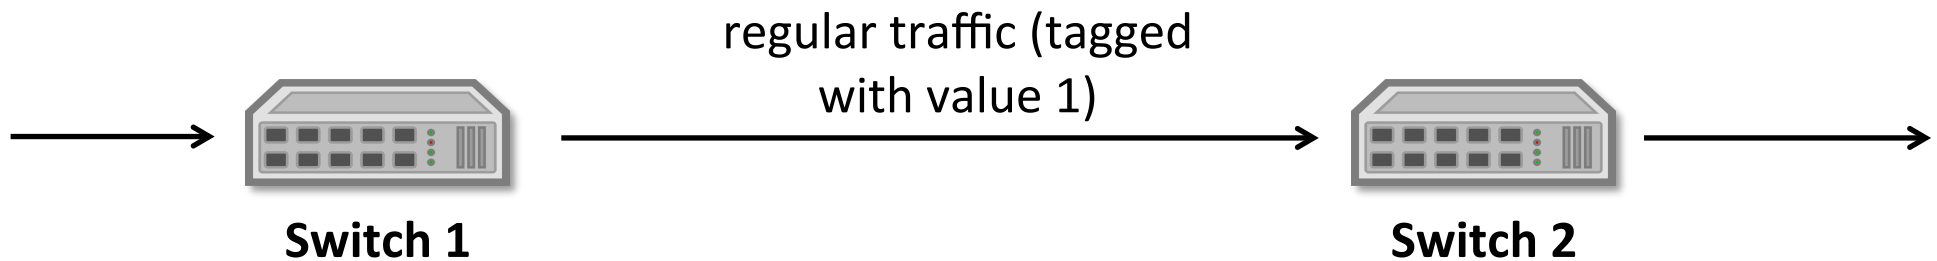 regular traffic (tagged
with value 1)
Switch 1
Switch 2